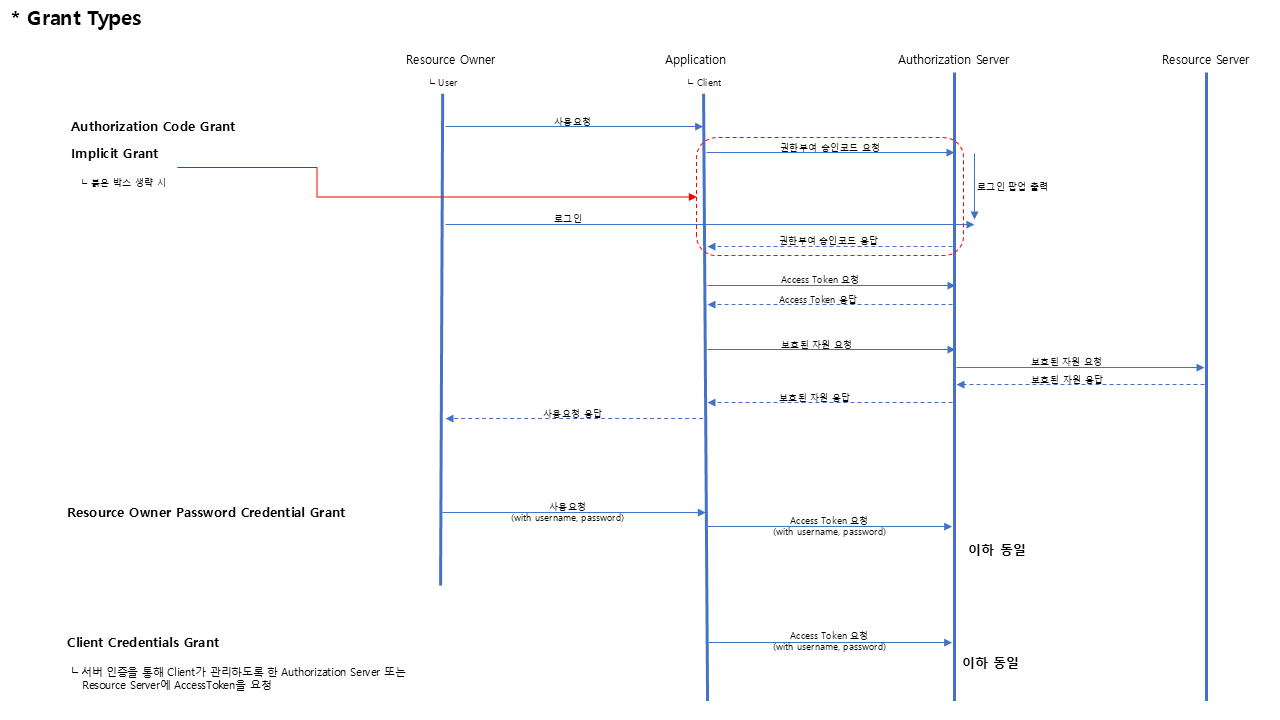 * Grant Types
Resource Owner
Application
Authorization Server
Resource Server
└ User
└ Client
Authorization Code Grant
사용요청
Implicit Grant
권한부여 승인코드 요청
└ 붉은 박스 생략 시
로그인 팝업 출력
로그인
권한부여 승인코드 응답
Access Token 요청
Access Token 응답
보호된 자원 요청
보호된 자원 요청
보호된 자원 응답
보호된 자원 응답
사용요청 응답
Resource Owner Password Credential Grant
사용요청
(with username, password)
Access Token 요청
(with username, password)
이하 동일
Client Credentials Grant
Access Token 요청
(with username, password)
이하 동일
└ 서버 인증을 통해 Client가 관리하도록 한 Authorization Server 또는
Resource Server에 AccessToken을 요청